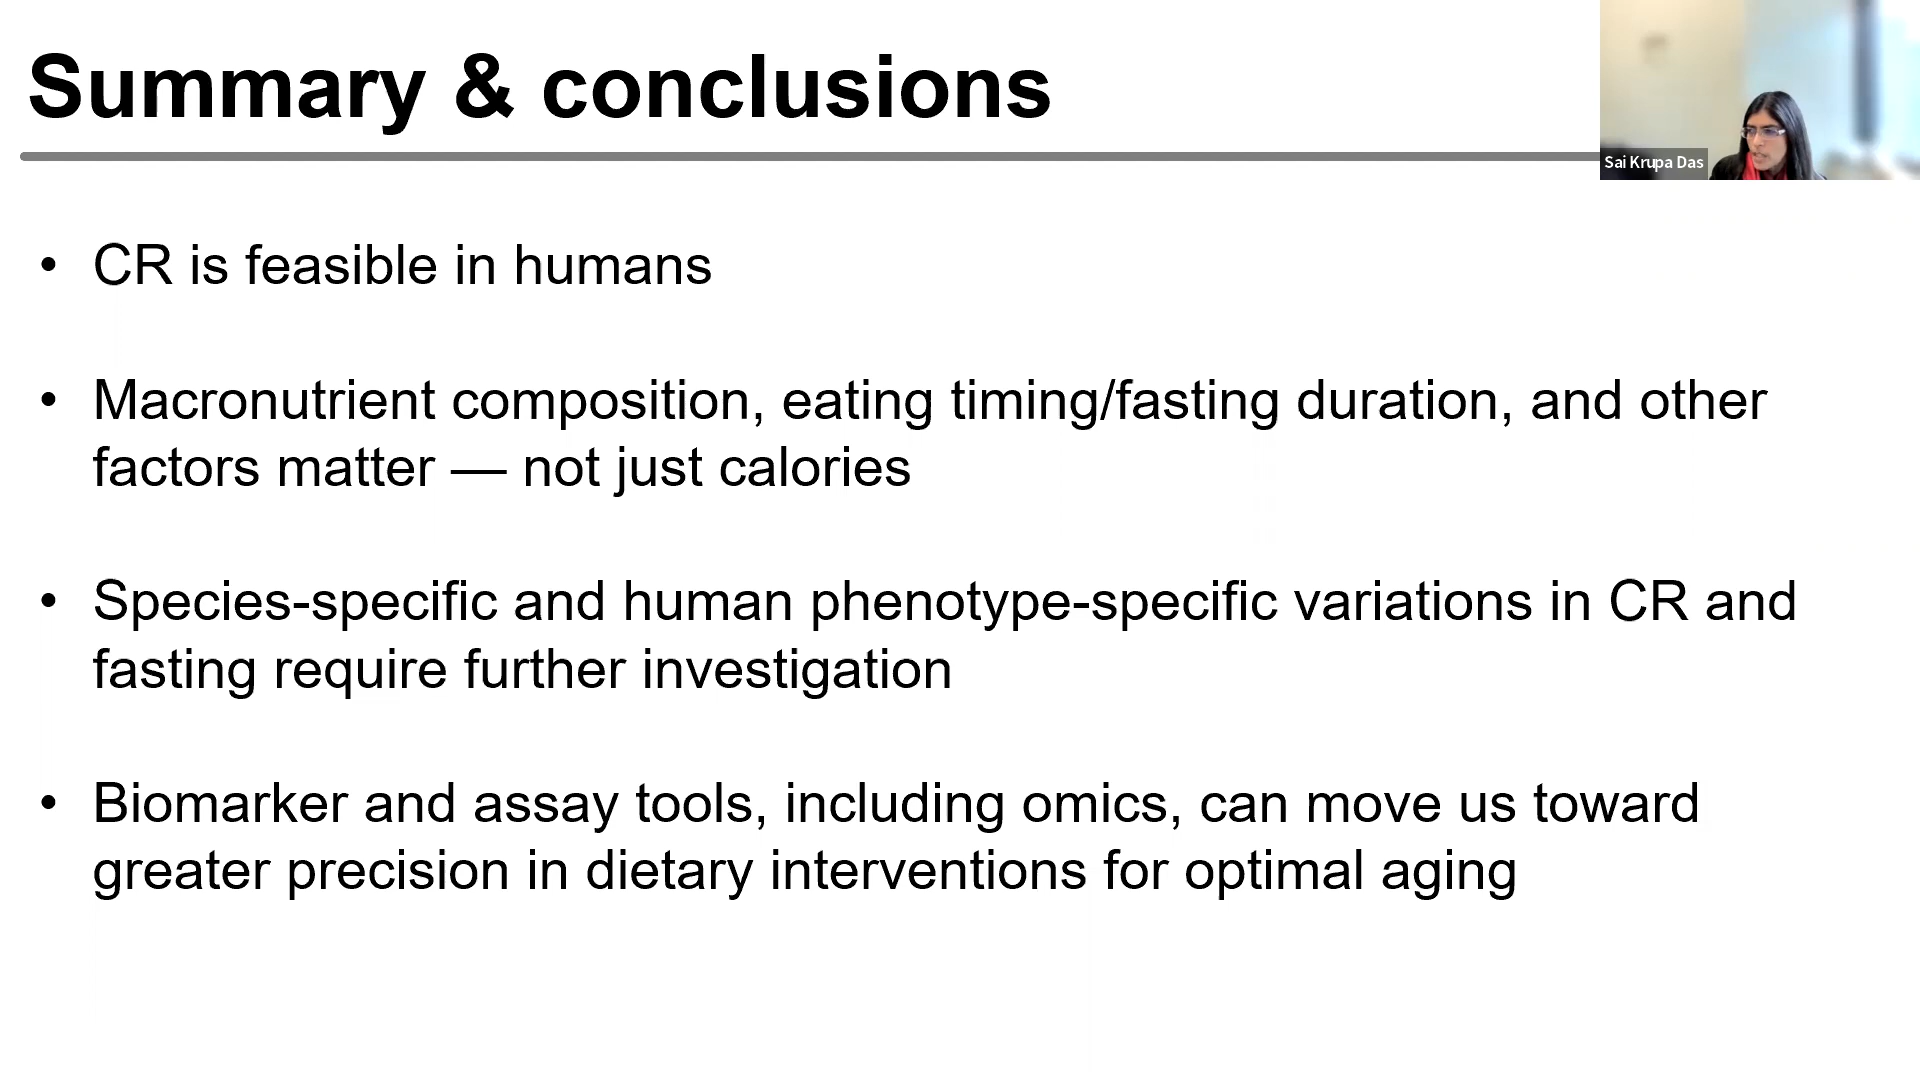 Summary & conclusions
Sai Krupa Das
• CR is feasible in humans
• Macronutrient composition, eating timing/fasting duration, and other
factors matter — not just calories
• Species-specific and human phenotype-specific variations in CR and
fasting require further investigation
• Biomarker and assay tools, including omics, can move us toward
greater precision in dietary interventions for optimal aging